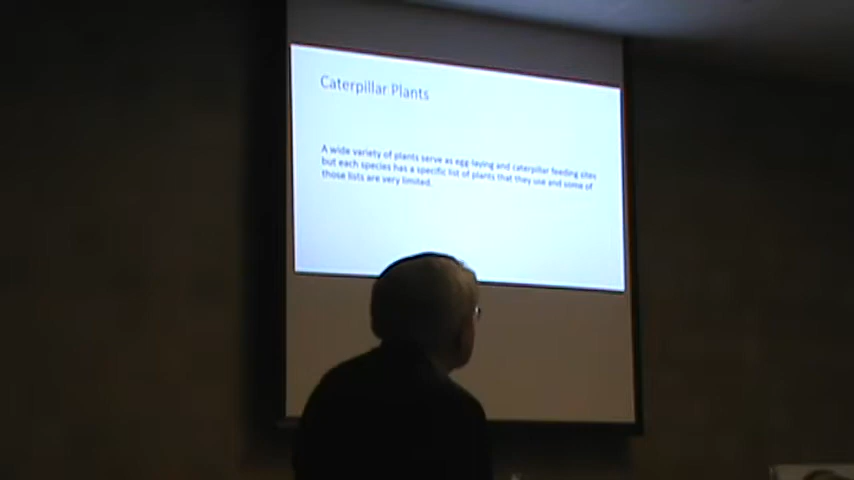 Caterpillar Plants
A wide variety of plants serve as egg-laying and caterpillar feeding sites
but each species has a specific list of plants that they use and some of
those lists are very limited.